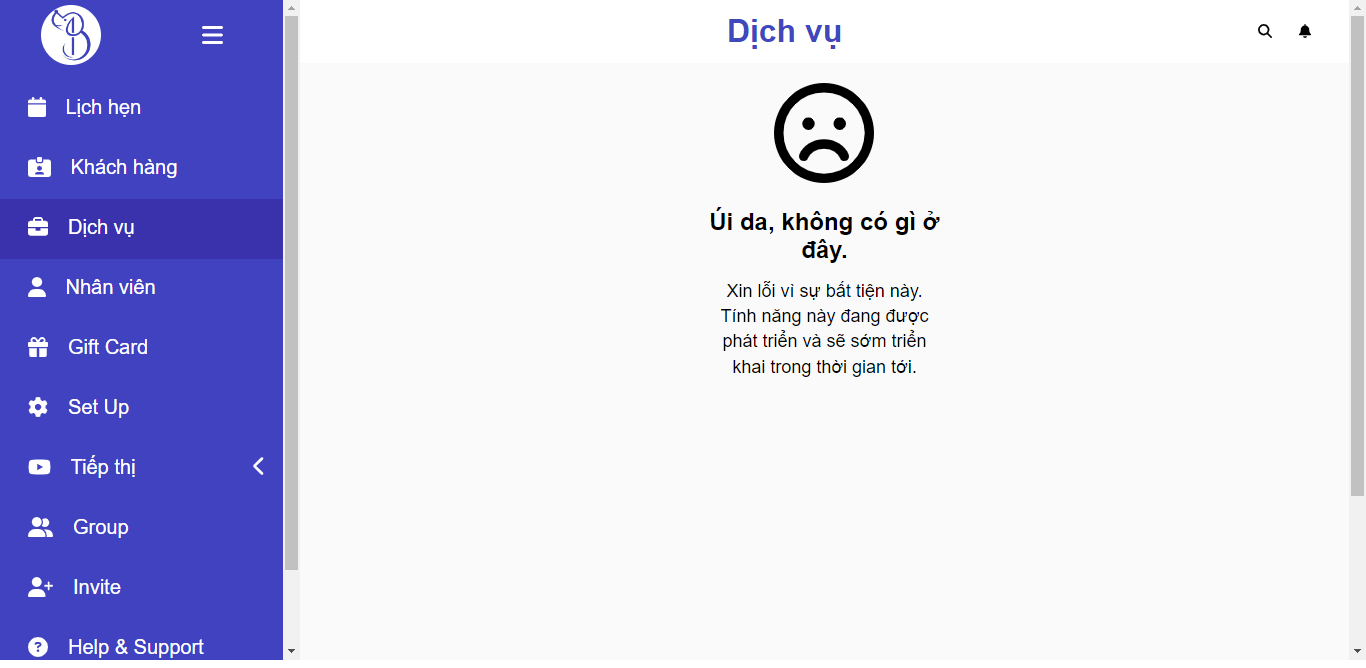 Lịch hẹn
Khách hàng
Dịch vụ
Nhân viên
Gift Card
Set Up
Tiếp thị
Group
Invite
Help & Support
Dịch vụ
Úi da, không có gì ở
đây.
Xin lỗi vì sự bất tiện này.
Tính năng này đang được
phát triển và sẽ sớm triển
khai trong thời gian tới.